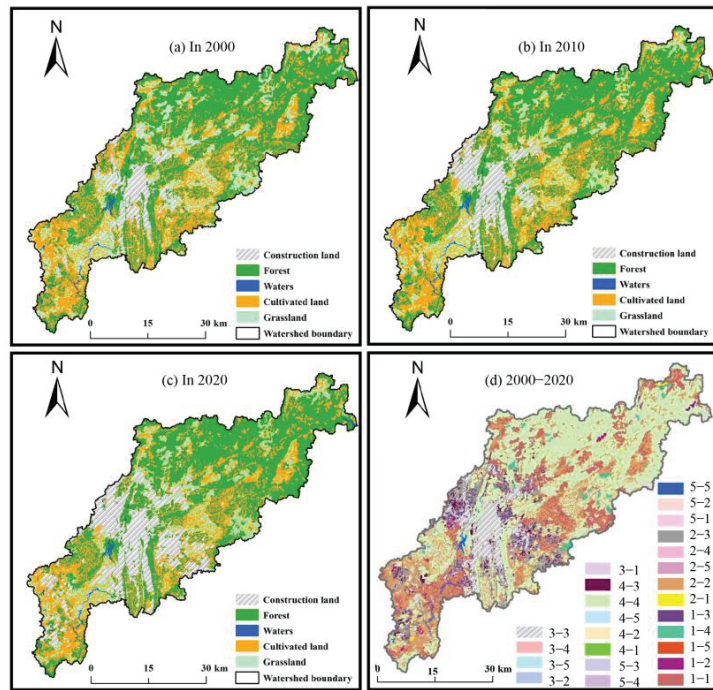 N
(a) In 2000
Construction land
Forest
Waters
Cultivated land
Grassland
Watershed boundary
0 15 30 km
N
(b) In 2010
Construction land
Forest
Waters
Cultivated land
Grassland
Watershed boundary
0 15 30 km
N
(c) In 2020
Construction land
Forest
Waters
Cultivated land
Grassland
Watershed boundary
0 15 30 km
N
(d) 2000−2020
3−3
3−4
3−5
3−2
3−1
4−3
4−4
4−5
4−2
4−1
5−3
5−4
5−5
5−2
5−1
2−3
2−4
2−5
2−2
2−1
1−3
1−4
1−5
1−2
1−1
0 15 30 km